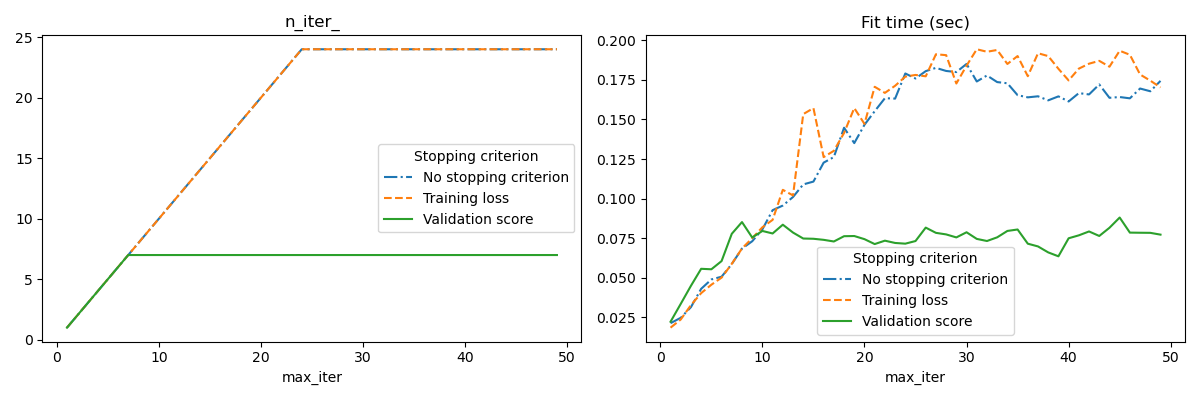 n_iter_
25
20
15
10
5
0
Stopping criterion
No stopping criterion
Training loss
Validation score
0 10 20 30 40 50
max_iter
Fit time (sec)
0.200
0.175
0.150
0.125
0.100
0.075
0.050
0.025
Stopping criterion
No stopping criterion
Training loss
Validation score
0 10 20 30 40 50
max_iter